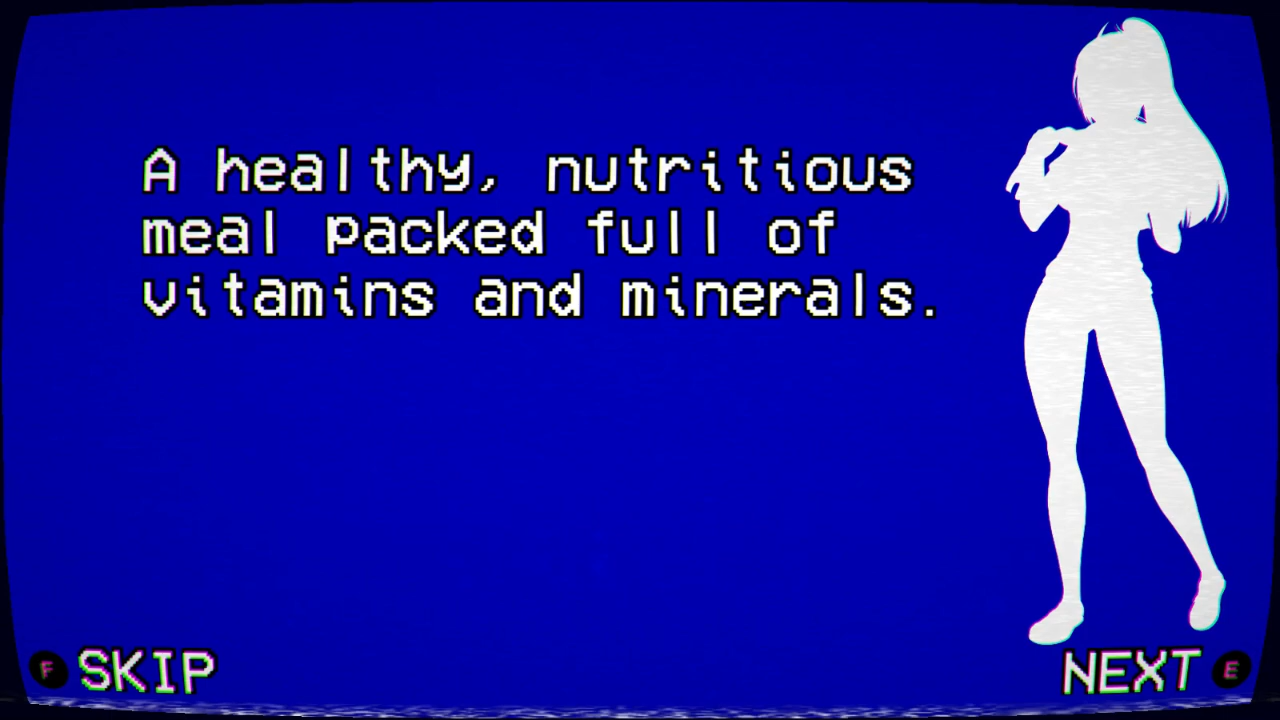 A healthy, nutritious
meal packed full of
vitamins and minerals.
F SKIP
NEXT E